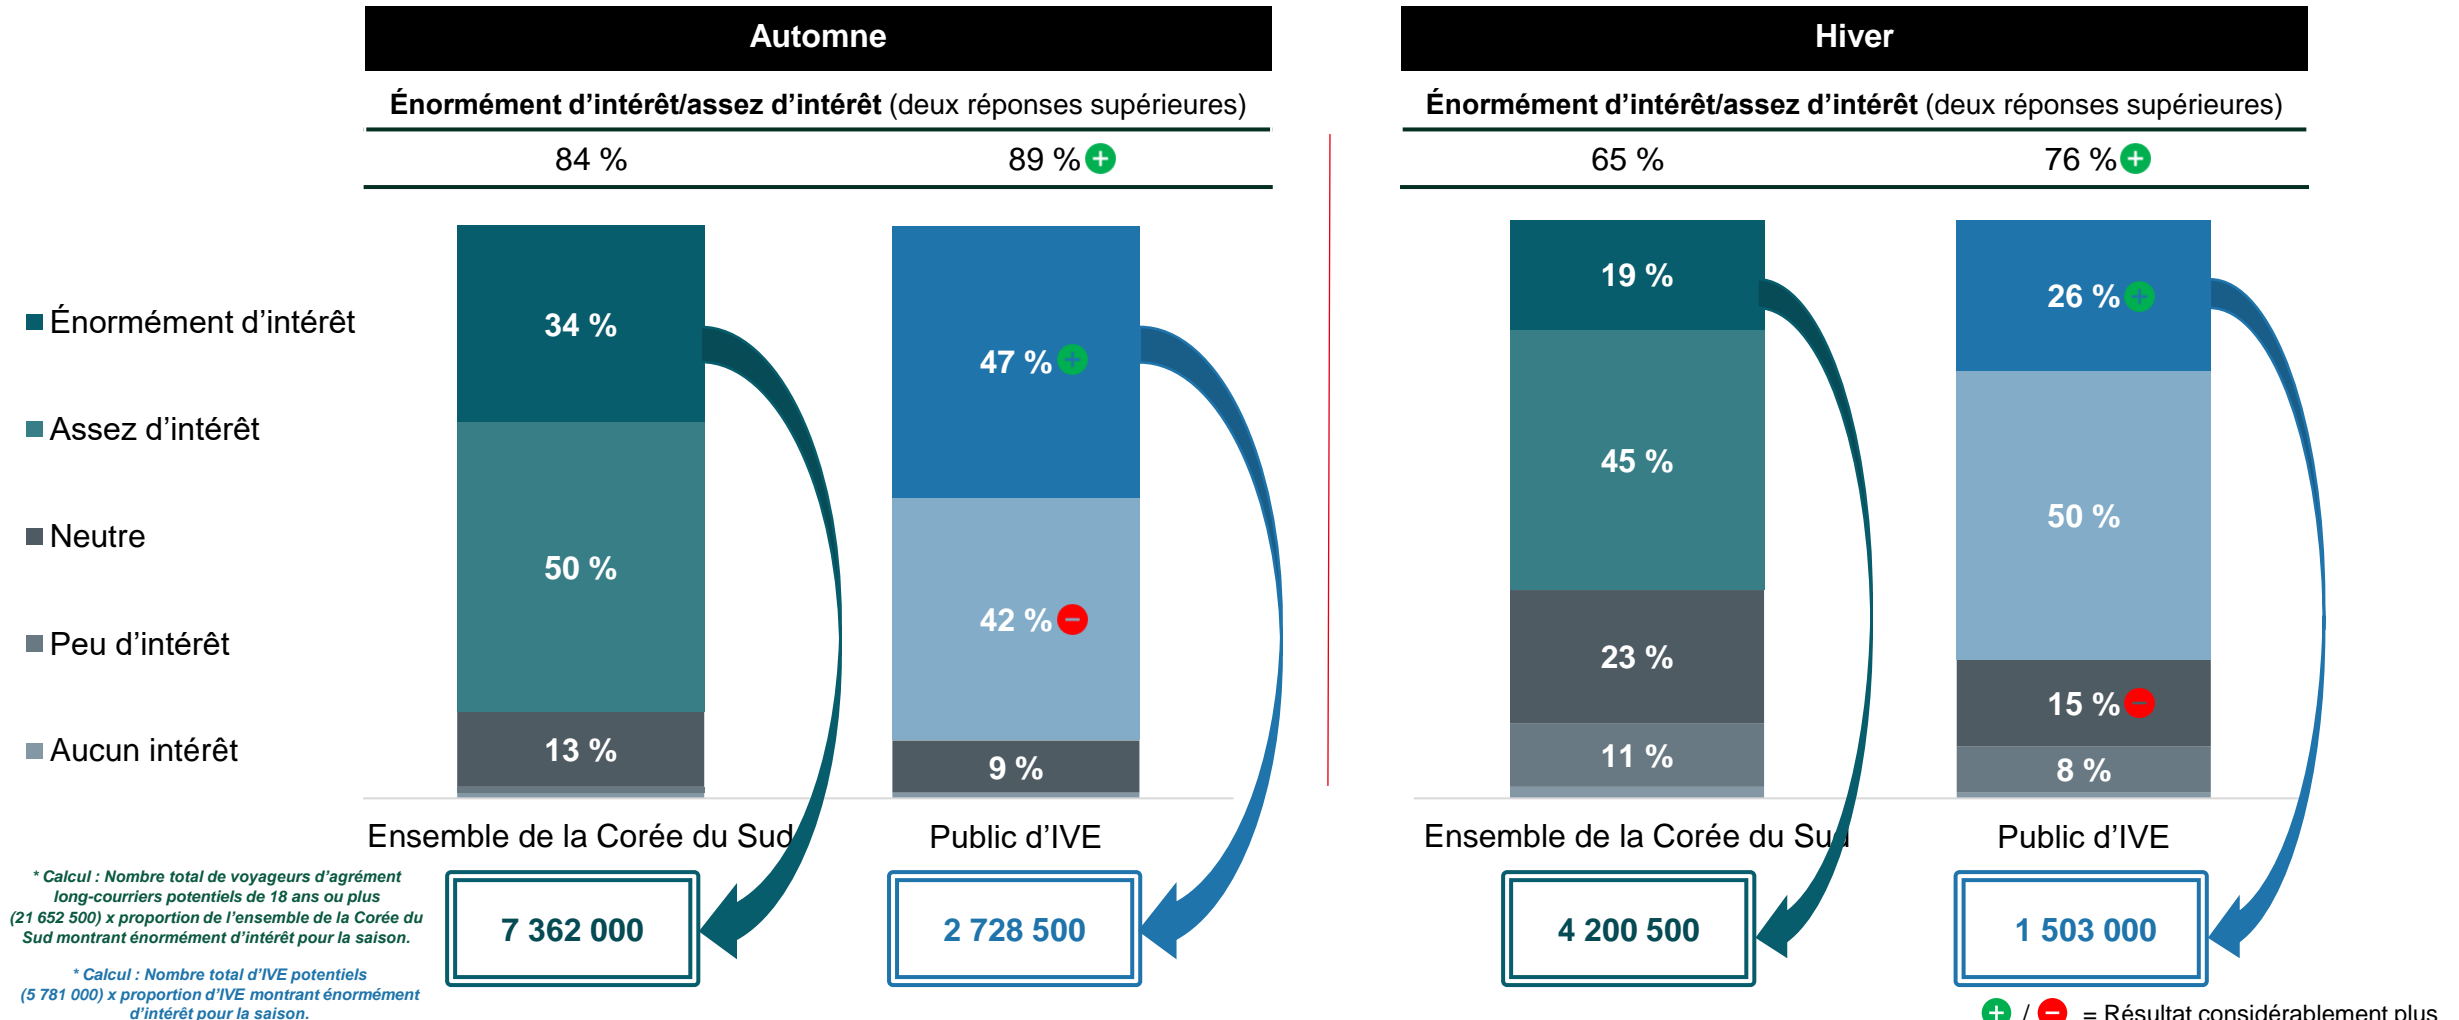 Automne
Énormément d'intérêt/assez d'intérêt (deux réponses supérieures)
84 %
89 %
Hiver
Énormément d'intérêt/assez d'intérêt (deux réponses supérieures)
65 %
76 %
Énormément d'intérêt
Assez d'intérêt
Neutre
Peu d'intérêt
Aucun intérêt
34 %
50 %
13 %
47 %
42 %
9 %
19 %
45 %
23 %
11 %
26 %
50 %
15 %
8 %
Ensemble de la Corée du Sud
Public d'IVE
Ensemble de la Corée du Sud
Public d'IVE
7 362 000
2 728 500
4 200 500
1 503 000
* Calcul : Nombre total de voyageurs d'agrément
long-courriers potentiels de 18 ans ou plus
(21 652 500) x proportion de l'ensemble de la Corée du
Sud montrant énormément d'intérêt pour la saison.
* Calcul : Nombre total d'IVE potentiels
(5 781 000) x proportion d'IVE montrant énormément
d'intérêt pour la saison.
/ = Résultat considérablement plus